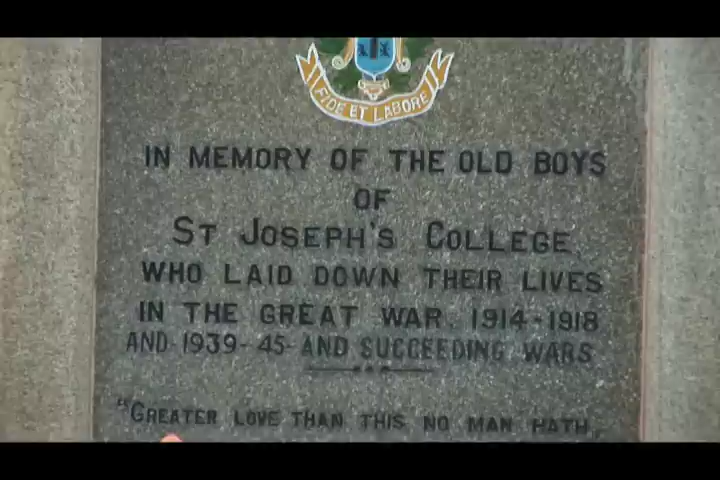 FIDE ET LABORE
IN MEMORY OF THE OLD BOYS
OF
ST JOSEPH'S COLLEGE,
WHO LAID DOWN THEIR LIVES
IN THE GREAT WAR. 1914-1918
AND 1939-45 AND SUCCEEDING WARS
"GREATER LOVE THAN THIS NO MAN HATH,